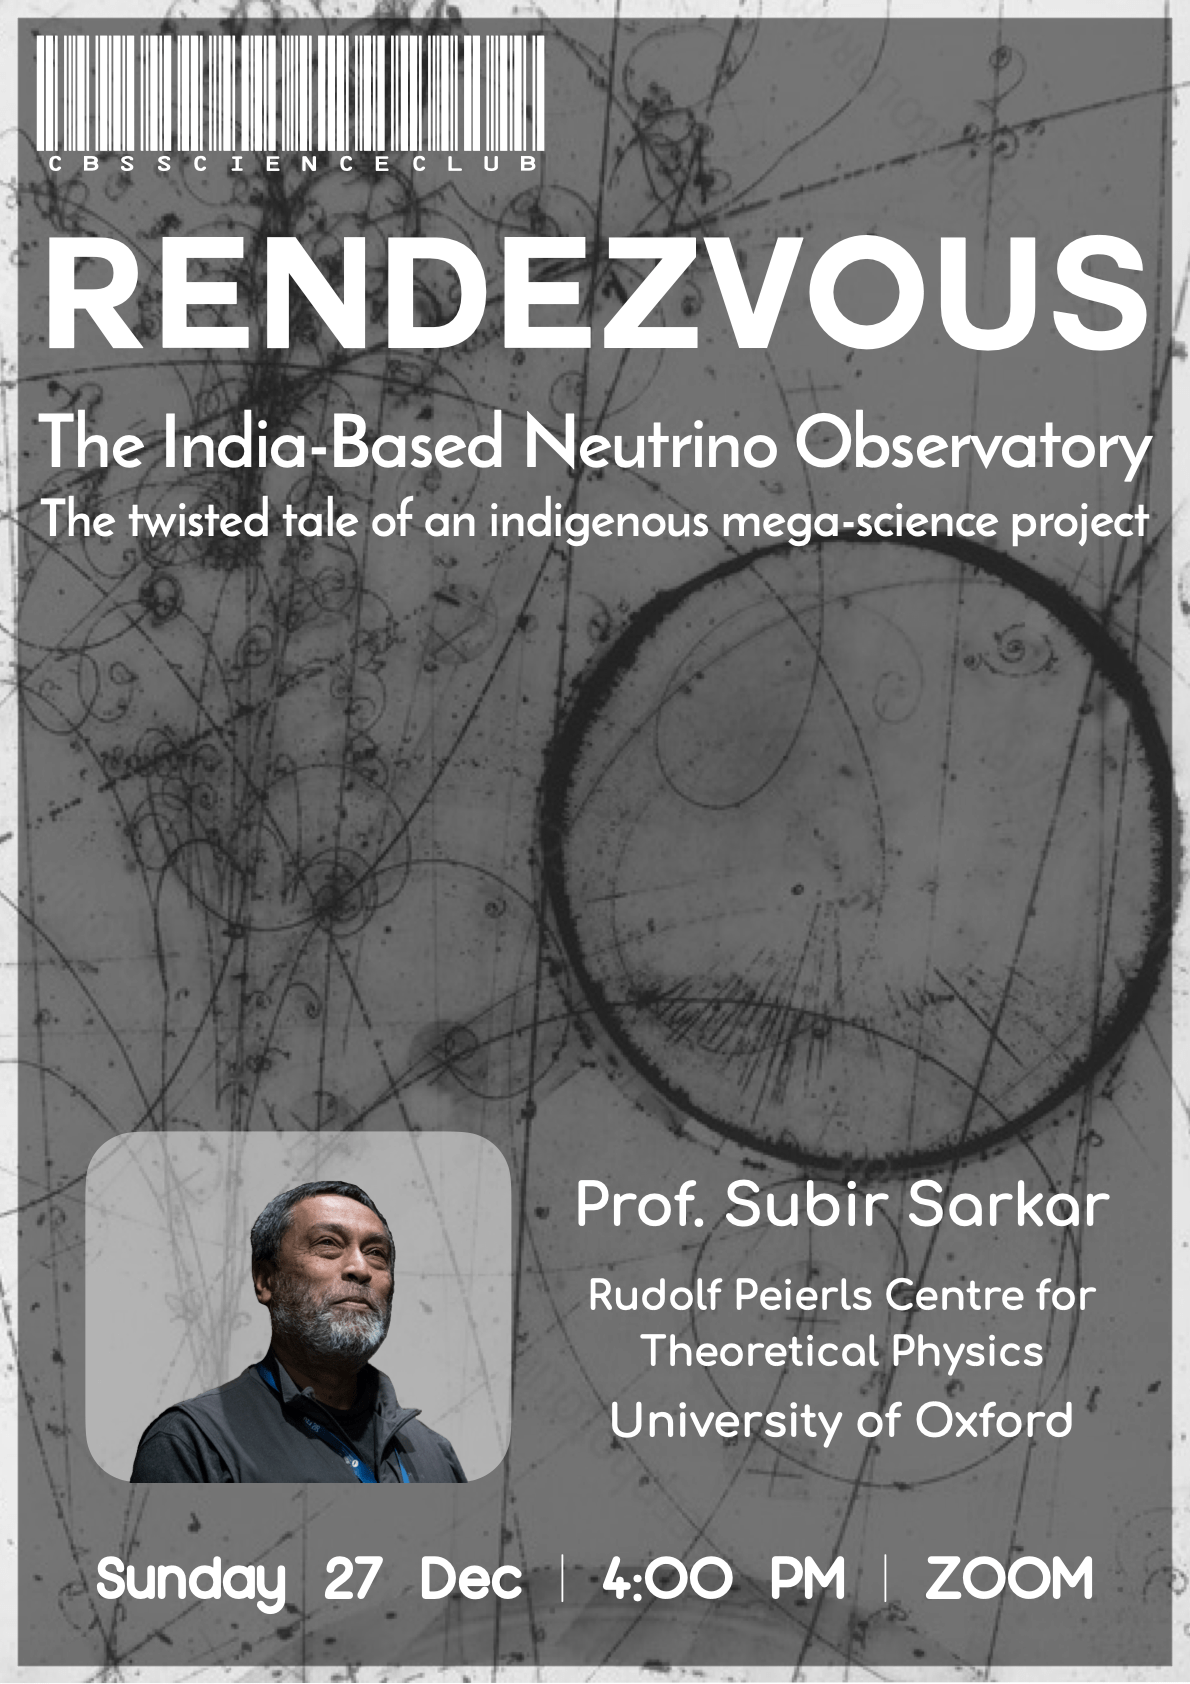 CBSSCIENCECLUB
RENDEZVOUS
The India-Based Neutrino Observatory
The twisted tale of an indigenous mega-science project
Prof. Subir Sarkar
Rudolf Peierls Centre for
Theoretical Physics
University of Oxford
Sunday 27 Dec | 4:00 PM | ZOOM